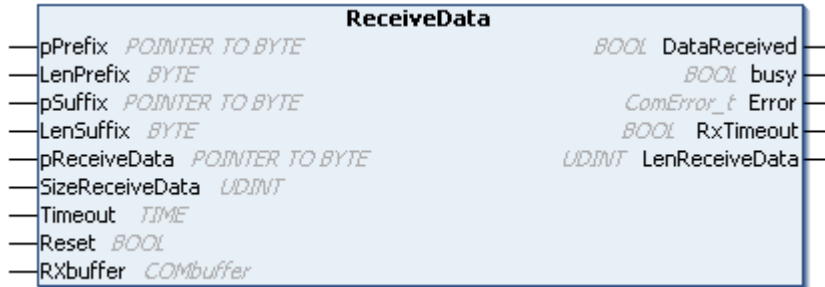 ReceiveData
pPrefix POINTER TO BYTE BOOL DataReceived
LenPrefix BYTE BOOL busy
pSuffix POINTER TO BYTE ComError_t Error
LenSuffix BYTE BOOL RxTimeout
pReceiveData POINTER TO BYTE UDINT LenReceiveData
SizeReceiveData UDINT
Timeout TIME
Reset BOOL
RXbuffer COMbuffer